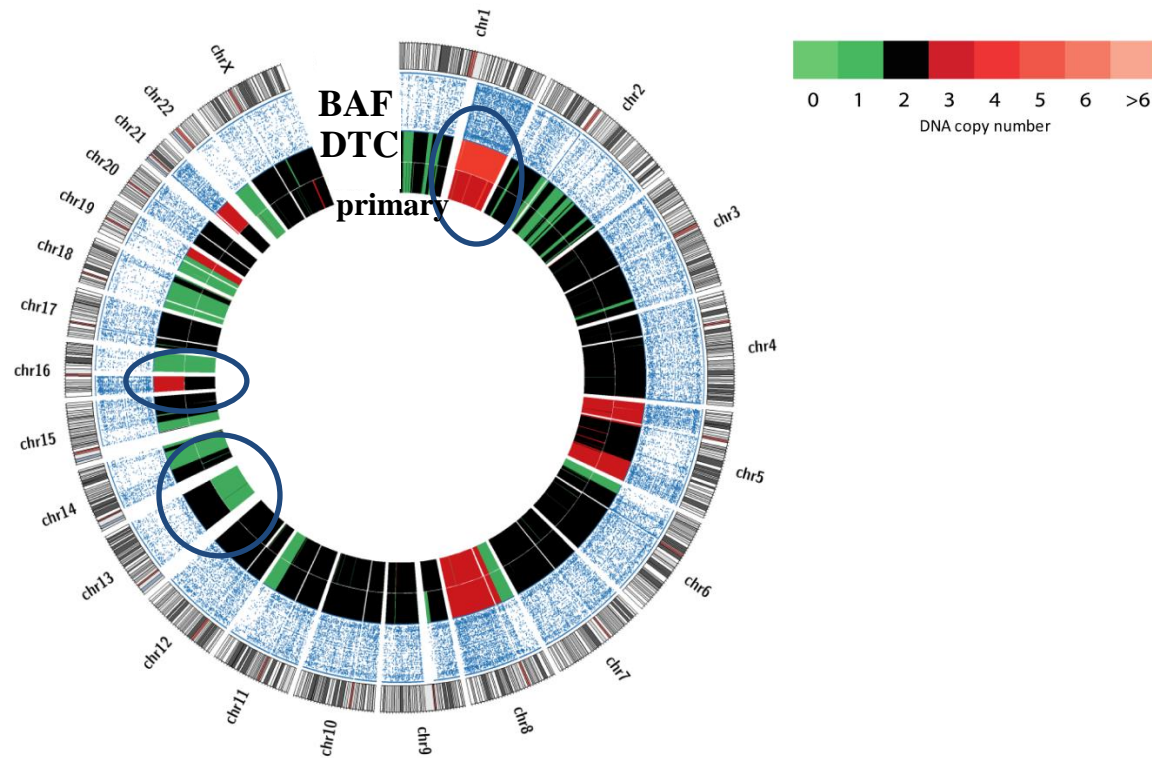 chr1
chr2
chr3
chr4
chr5
chr6
chr7
chr8
chr9
chr10
chr11
chr12
chr13
chr14
chr15
chr16
chr17
chr18
chr19
chr20
chr21
chr22
chrX
BAF
DTC
primary
0 1 2 3 4 5 6 >6
DNA copy number